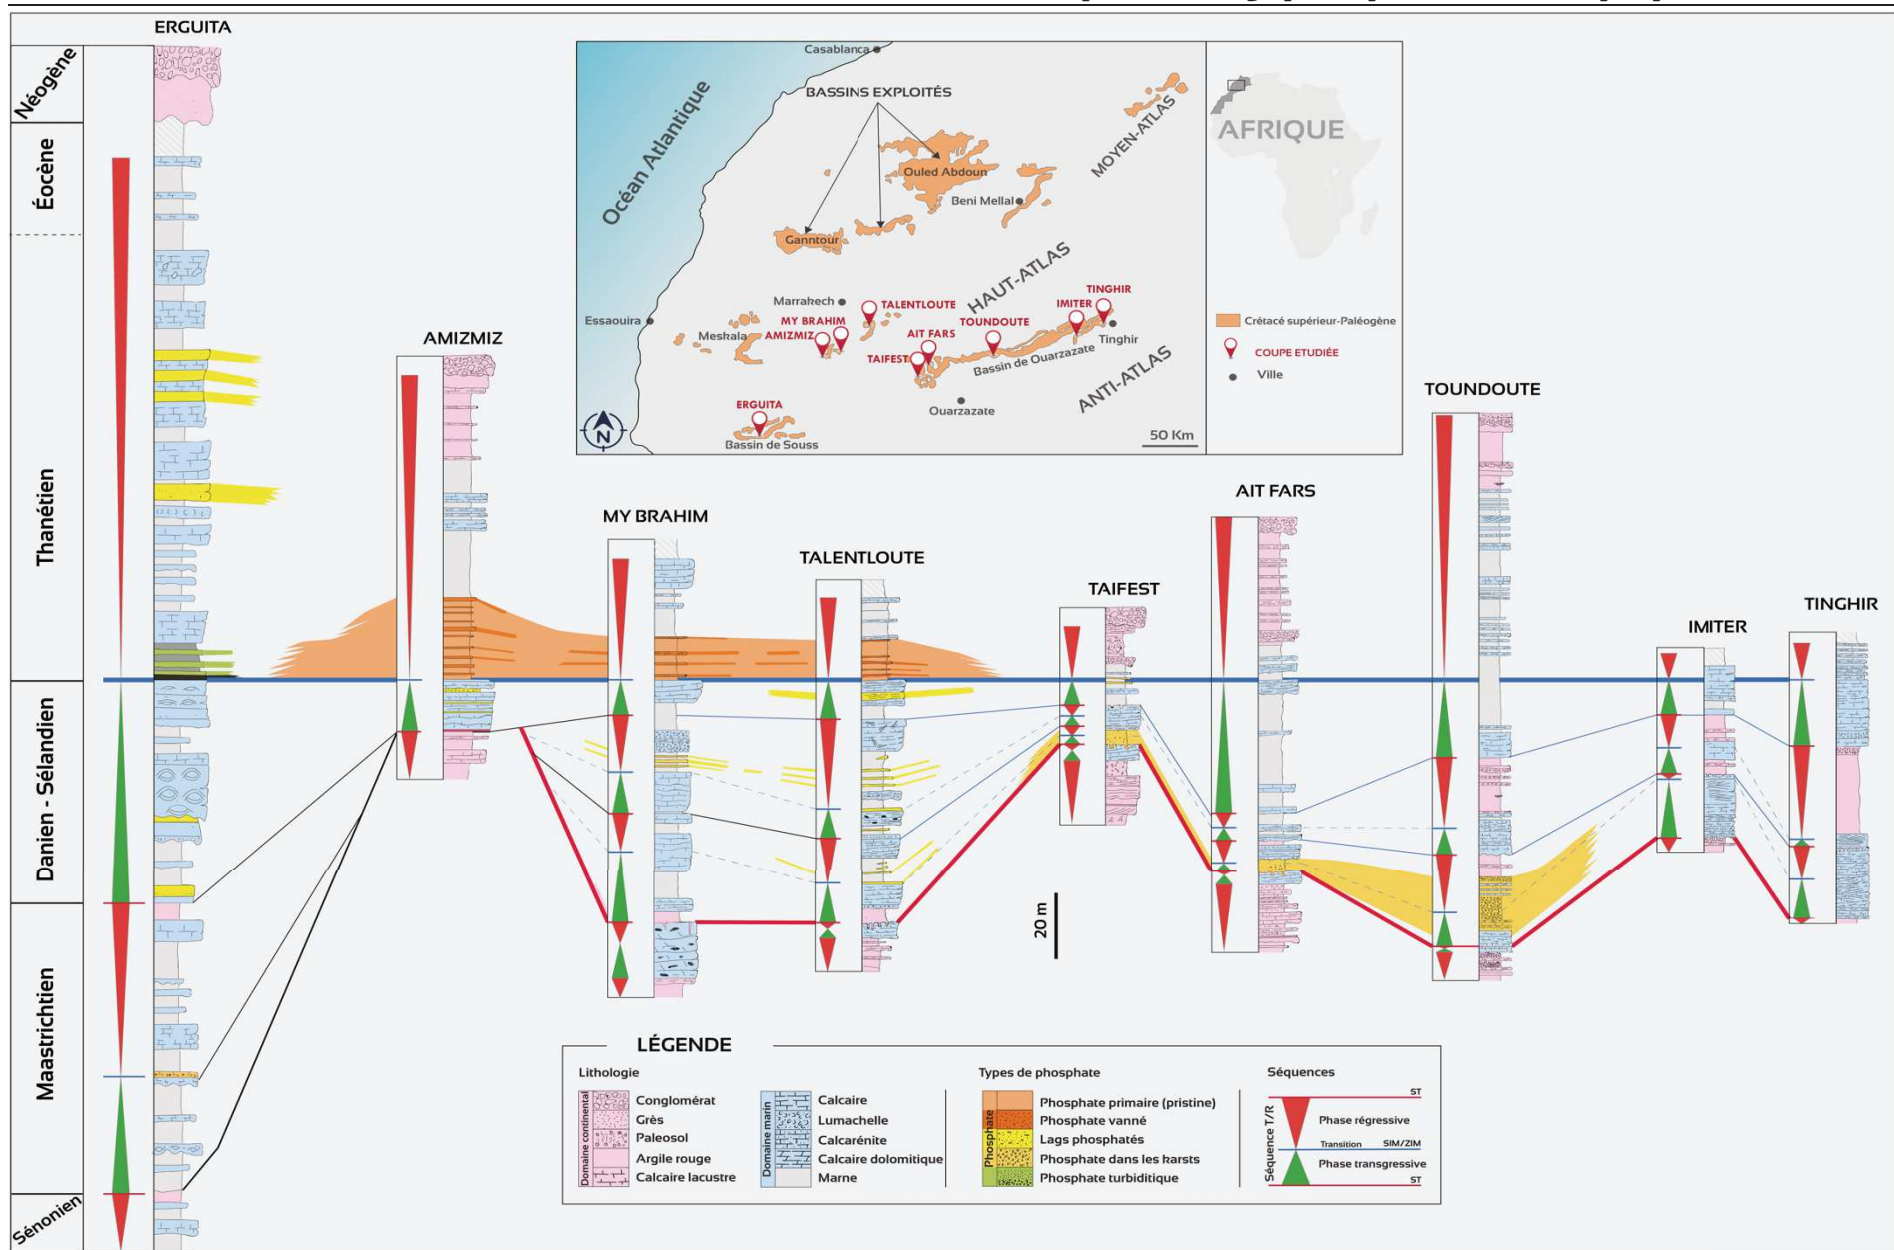 ERGUITA
Néogène
Éocène
Thanétien
Danien - Sélandien
Maastrichtien
Sénonien
AMIZMIZ
MY BRAHIM
TALENTLOUTE
TAIFEST
AIT FARS
TOUNDOUTE
IMITER
TINGHIR
Casablanca
BASSINS EXPLOITÉS
Océan Atlantique
MOYEN-ATLAS
Ouled Abdoun
Beni Mellal
Ganntour
HAUT-ATLAS
Marrakech
TALENTLOUTE
TINGHIR
IMITER
Essaouira
MY BRAHIM
TOUNDOUTE
Meskala
AMIZMIZ
AIT FARS
Tinghir
TAIFEST
Bassin de Ouarzazate
ANTI-ATLAS
ERGUITA
Ouarzazate
N
Bassin de Souss
50 Km
AFRIQUE
Crétacé supérieur-Paléogène
COUPE ETUDIÉE
Ville
20 m
LÉGENDE
Lithologie
Domaine continental
Conglomérat
Grès
Paleosol
Argile rouge
Calcaire lacustre
Domaine marin
Calcaire
Lumachelle
Calcarénite
Calcaire dolomitique
Marne
Types de phosphate
Phosphate
Phosphate primaire (pristine)
Phosphate vanné
Lags phosphatés
Phosphate dans les karsts
Phosphate turbiditique
Séquences
Séquence T/R
ST
Phase régressive
Transition SIM/ZIM
Phase transgressive
ST